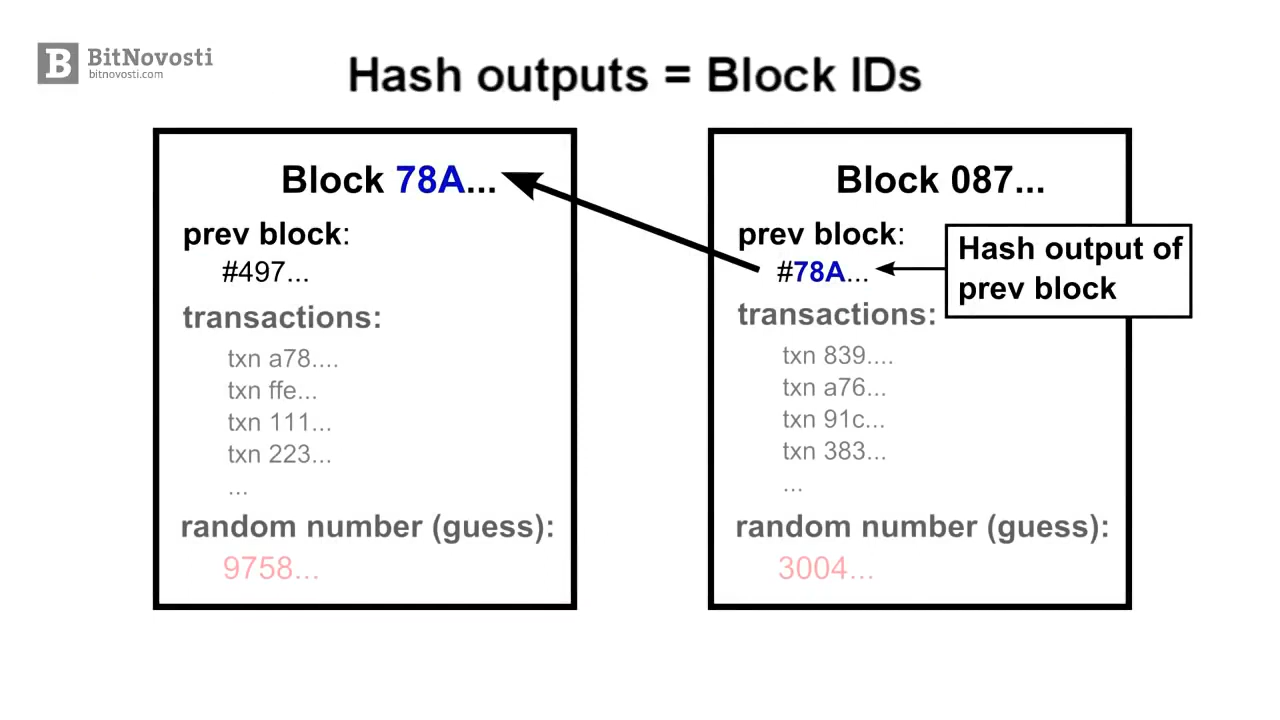 B BitNovosti
bitnovosti.com
Hash outputs = Block IDs
Block 78A...
prev block:
#497...
transactions:
txn a78....
txn ffe...
txn 111...
txn 223...
...
random number (guess):
9758...
Block 087...
prev block:
#78A...
Hash output of
prev block
transactions:
txn 839....
txn a76...
txn 91c...
txn 383...
...
random number (guess):
3004...